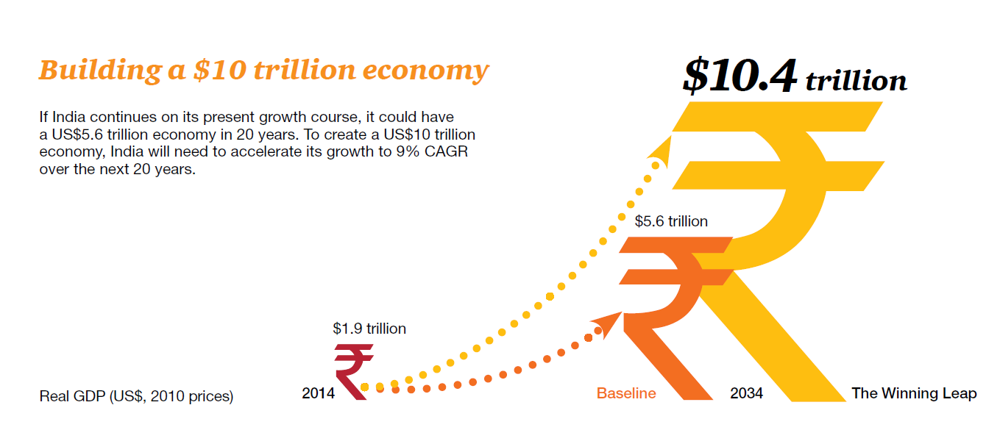 Building a $10 trillion economy
If India continues on its present growth course, it could have
a US$5.6 trillion economy in 20 years. To create a US$10 trillion
economy, India will need to accelerate its growth to 9% CAGR
over the next 20 years.
$10.4 trillion
$5.6 trillion
$1.9 trillion
Real GDP (US$, 2010 prices)
2014
Baseline
2034
The Winning Leap